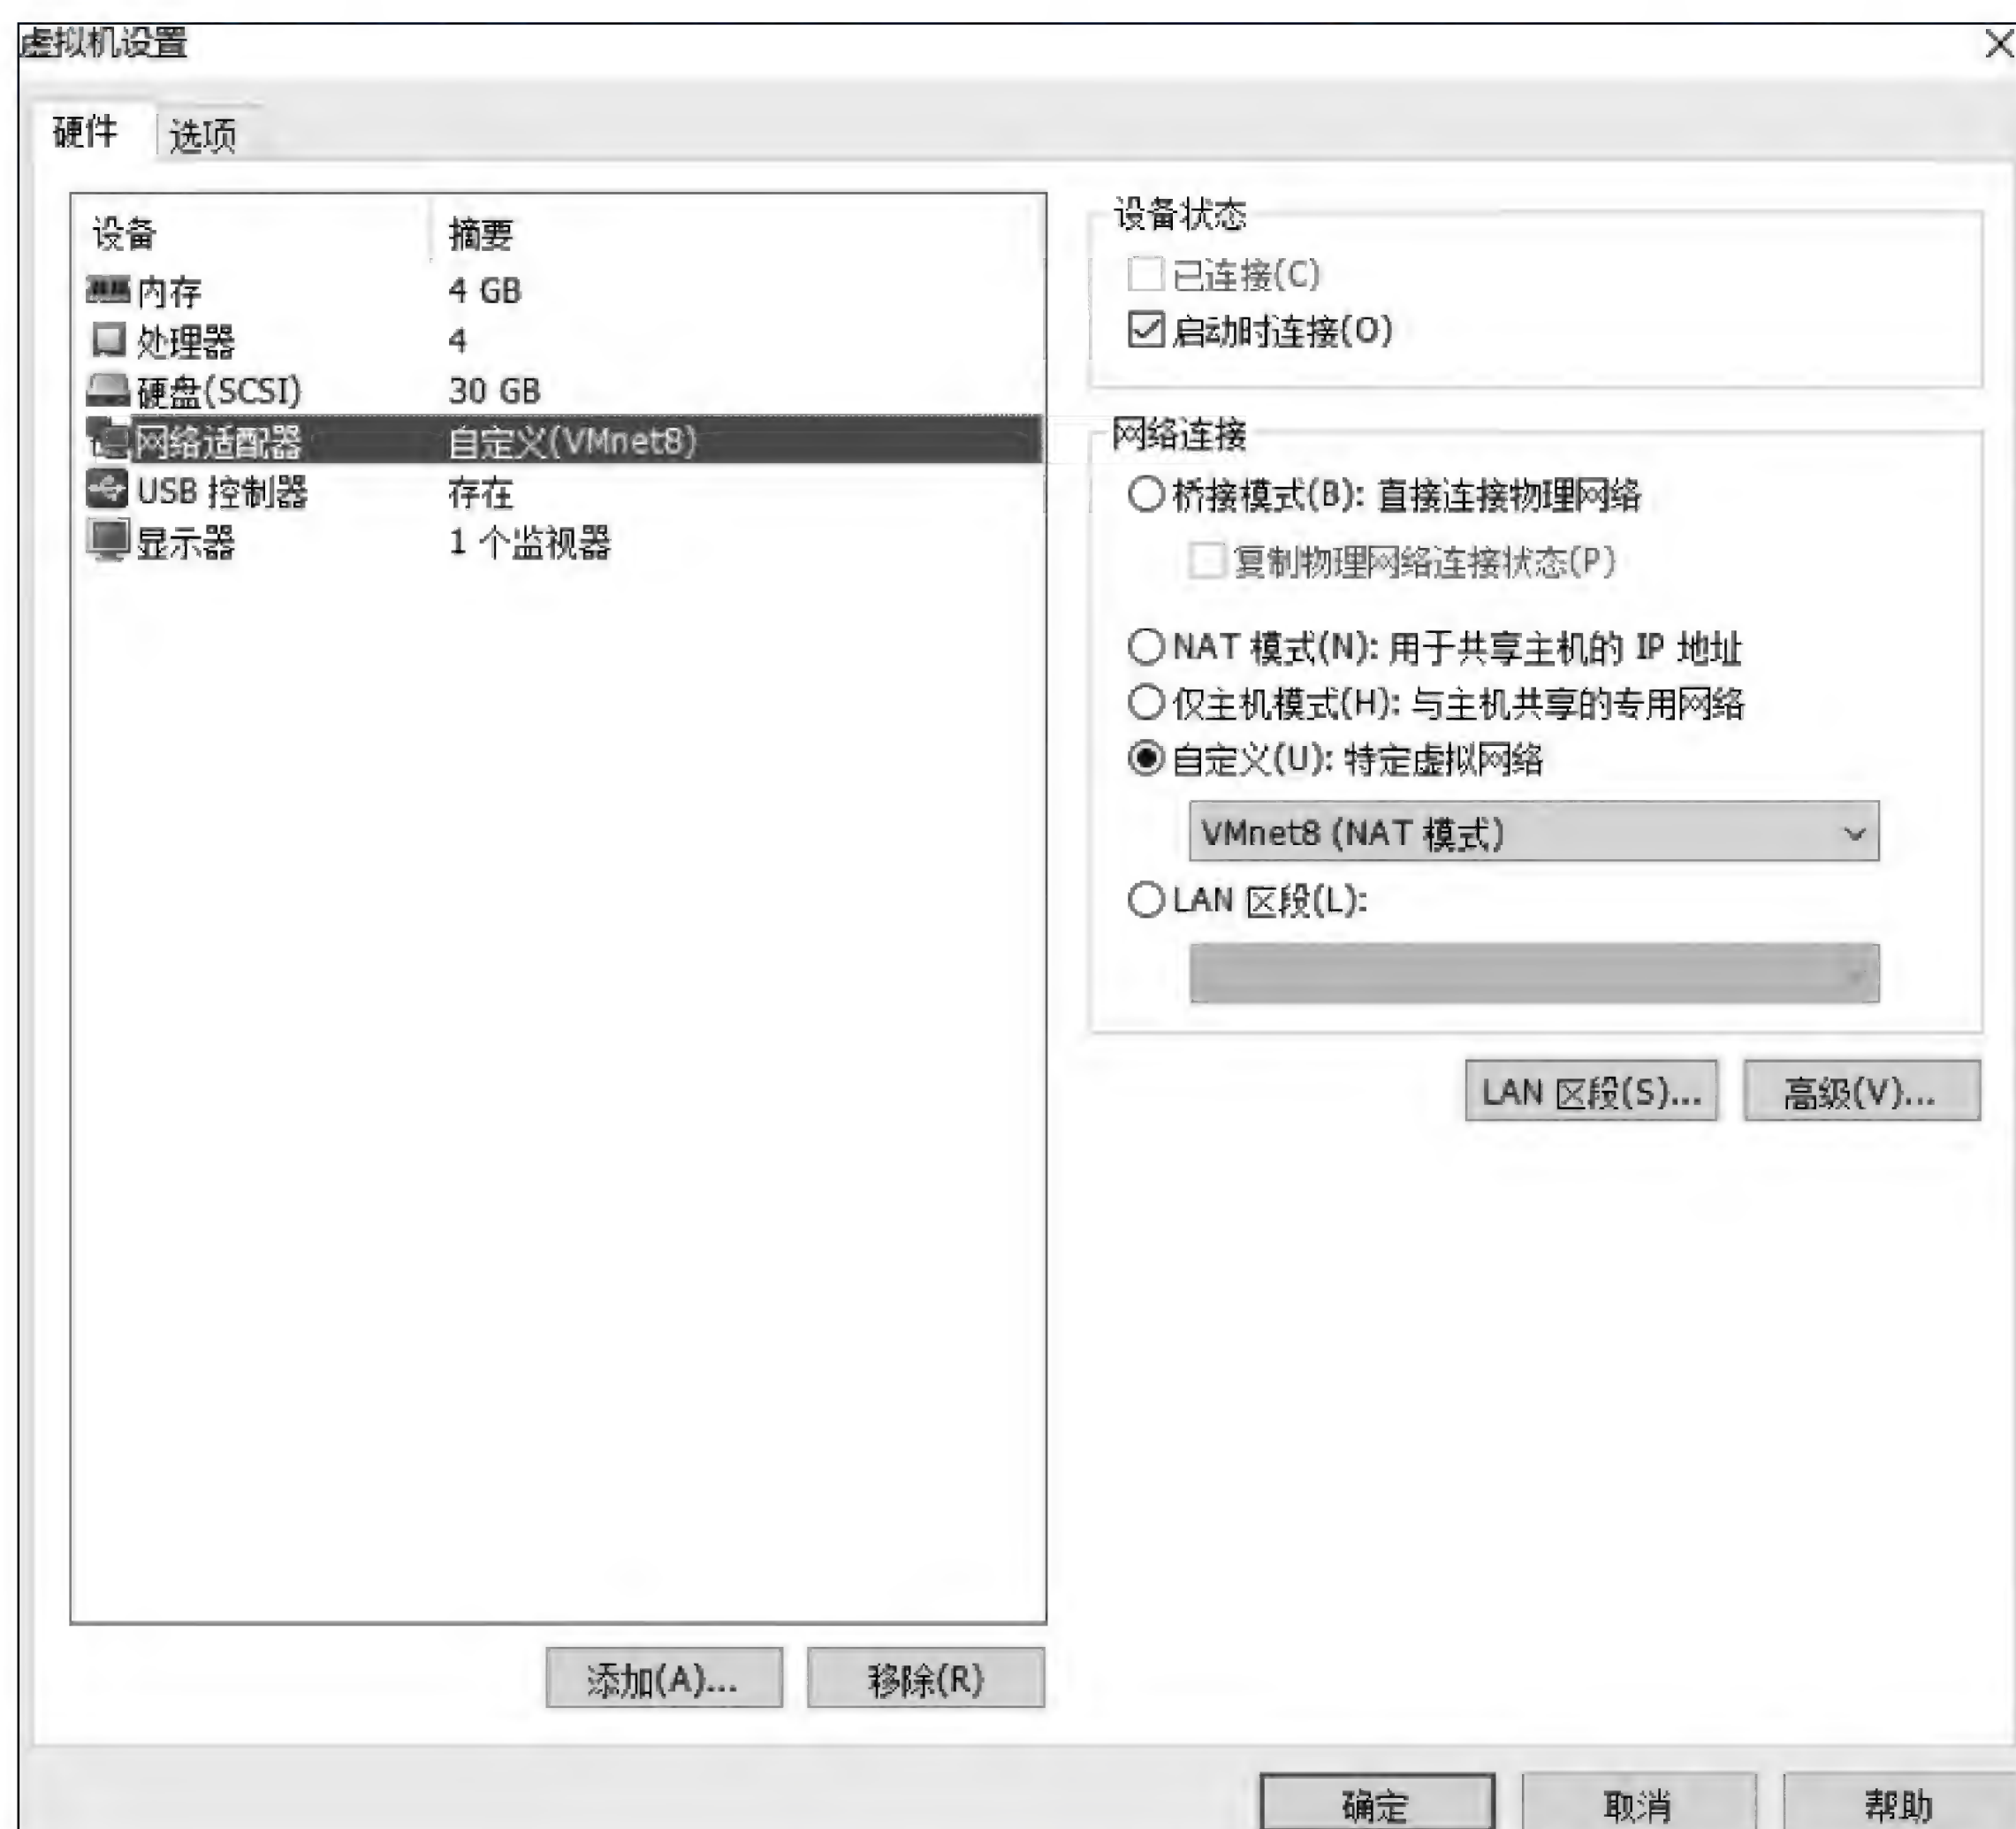 虚拟机设置
硬件 选项
设备 摘要
内存 4 GB
处理器 4
硬盘(SCSI) 30 GB
网络适配器 自定义(VMnet8)
USB 控制器 存在
显示器 1 个监视器
添加(A)... 移除(R)
设备状态
已连接(C)
启动时连接(O)
网络连接
桥接模式(B): 直接连接物理网络
复制物理网络连接状态(P)
NAT 模式(N): 用于共享主机的 IP 地址
仅主机模式(H): 与主机共享的专用网络
自定义(U): 特定虚拟网络
VMnet8 (NAT 模式)
LAN 区段(L):
LAN 区段(S)... 高级(V)...
确定 取消 帮助